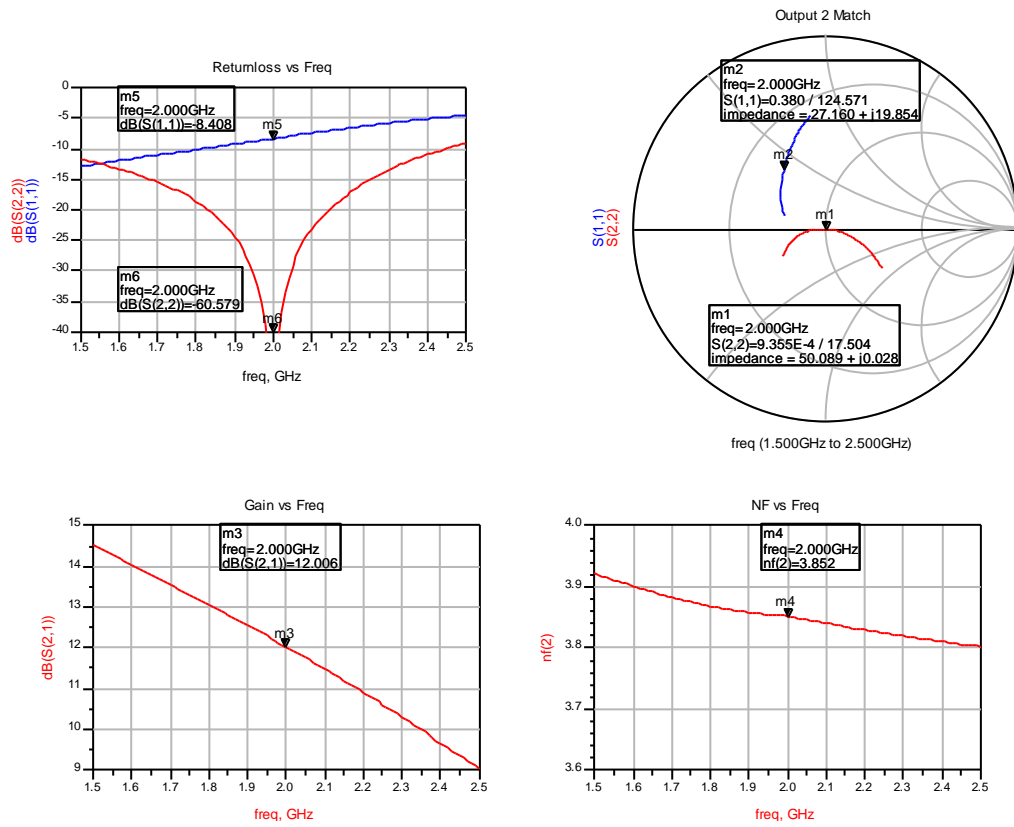 Returnloss vs Freq
m5
freq=2.000GHz
dB(S(1,1))=-8.408
m5
m6
freq=2.000GHz
dB(S(2,2))=-60.579
m6
0
-5
-10
-15
-20
-25
-30
-35
-40
1.5 1.6 1.7 1.8 1.9 2.0 2.1 2.2 2.3 2.4 2.5
freq, GHz
dB(S(2,2))
dB(S(1,1))
Output 2 Match
m2
freq=2.000GHz
S(1,1)=0.380 / 124.571
impedance = 27.160 + i19.854
m2
m1
m1
freq=2.000GHz
S(2,2)=9.355E-4 / 17.504
impedance = 50.089 + j0.028
S(1,1)
S(2,2)
freq (1.500GHz to 2.500GHz)
Gain vs Freq
m3
freq=2.000GHz
dB(S(2,1))=12.006
m3
15
14
13
12
11
10
9
1.5 1.6 1.7 1.8 1.9 2.0 2.1 2.2 2.3 2.4 2.5
freq, GHz
dB(S(2,1))
NF vs Freq
m4
freq=2.000GHz
nf(2)=3.852
m4
4.0
3.9
3.8
3.7
3.6
1.5 1.6 1.7 1.8 1.9 2.0 2.1 2.2 2.3 2.4 2.5
freq, GHz
nf(2)